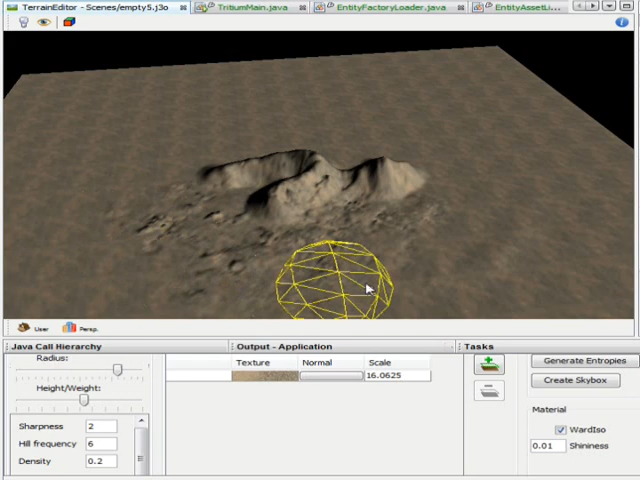 TerrainEditor - Scenes/empty5.j3o
TritiumMain.java
EntityFactoryLoader.java
EntityAssetLi...
User
Persp.
Java Call Hierarchy
Output - Application
Tasks
Radius:
Height/Weight:
Sharpness 2
Hill frequency 6
Density 0.2
Texture Normal Scale
16.0625
Generate Entropies
Create Skybox
Material
WardIso
0.01 Shininess